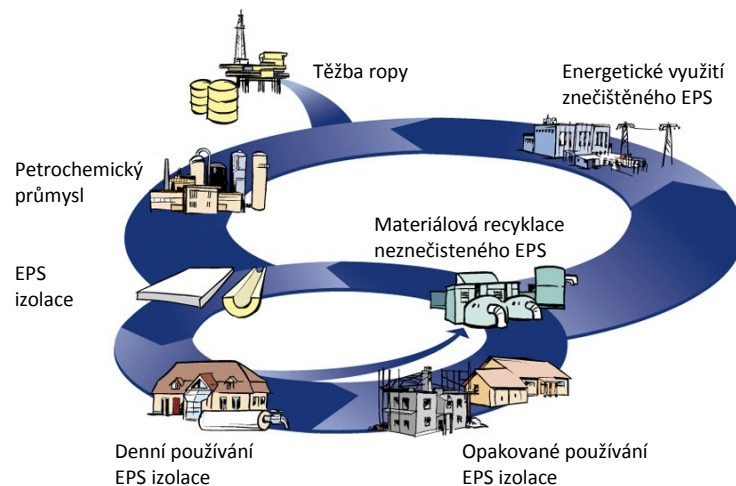 Těžba ropy
Energetické využití
znečištěného EPS
Petrochemický
průmysl
Materiálová recyklace
neznečisteného EPS
EPS
izolace
Denní používání
EPS izolace
Opakované používání
EPS izolace